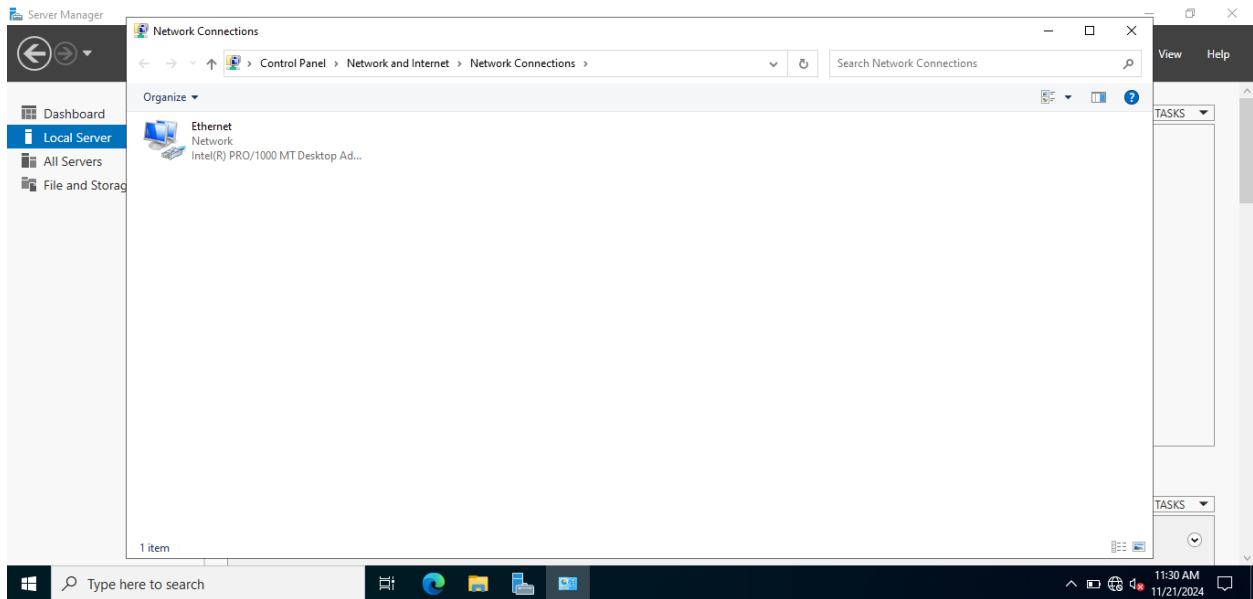 Server Manager
View Help
Dashboard
Local Server
All Servers
File and Storag
TASKS
TASKS
Network Connections
Control Panel > Network and Internet > Network Connections >
Search Network Connections
Organize
Ethernet
Network
Intel(R) PRO/1000 MT Desktop Ad...
1 item
Type here to search
11:30 AM
11/21/2024